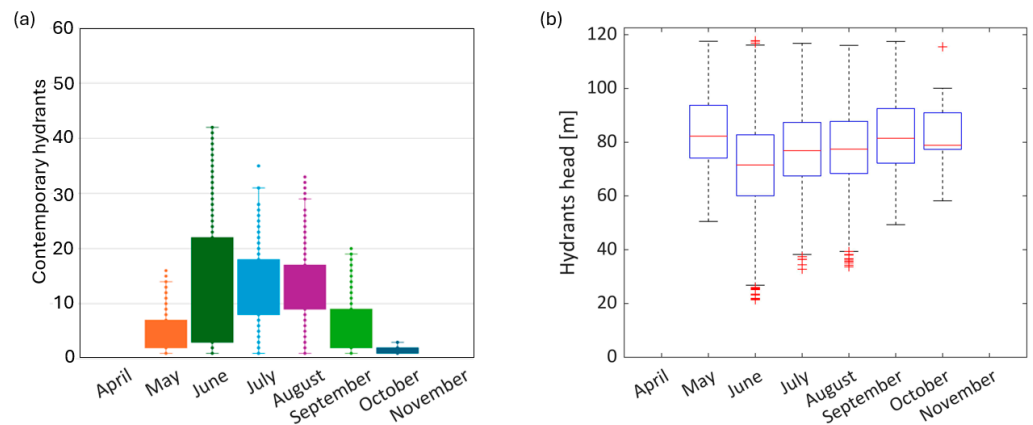 (a)
Contemporary hydrants
60
50
40
30
20
10
0
April
May
June
July
August
September
October
November
(b)
Hydrants head [m]
120
100
80
60
40
20
0
April
May
June
July
August
September
October
November